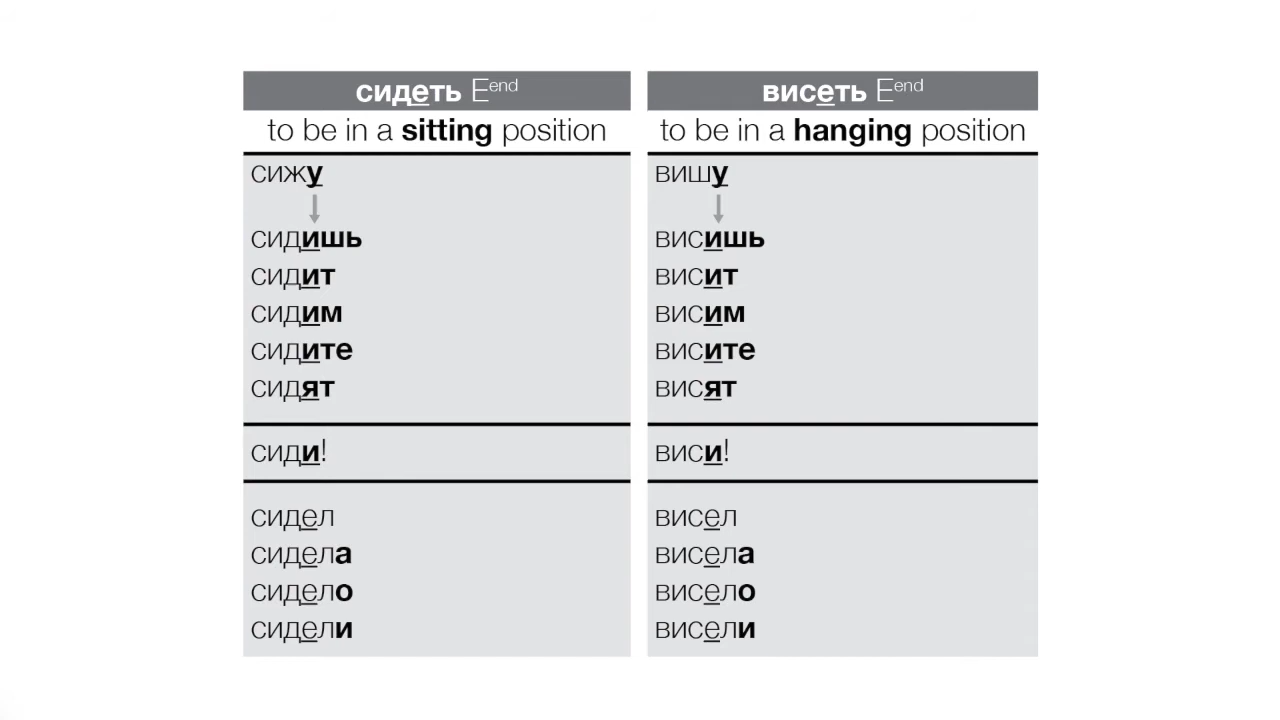 сидеть Eend
to be in a sitting position
сижу
сидишь
сидит
сидим
сидите
сидят
сиди!
сидел
сидела
сидело
сидели
висеть Eend
to be in a hanging position
вишу
висишь
висит
висим
висите
висят
виси!
висел
висела
висело
висели